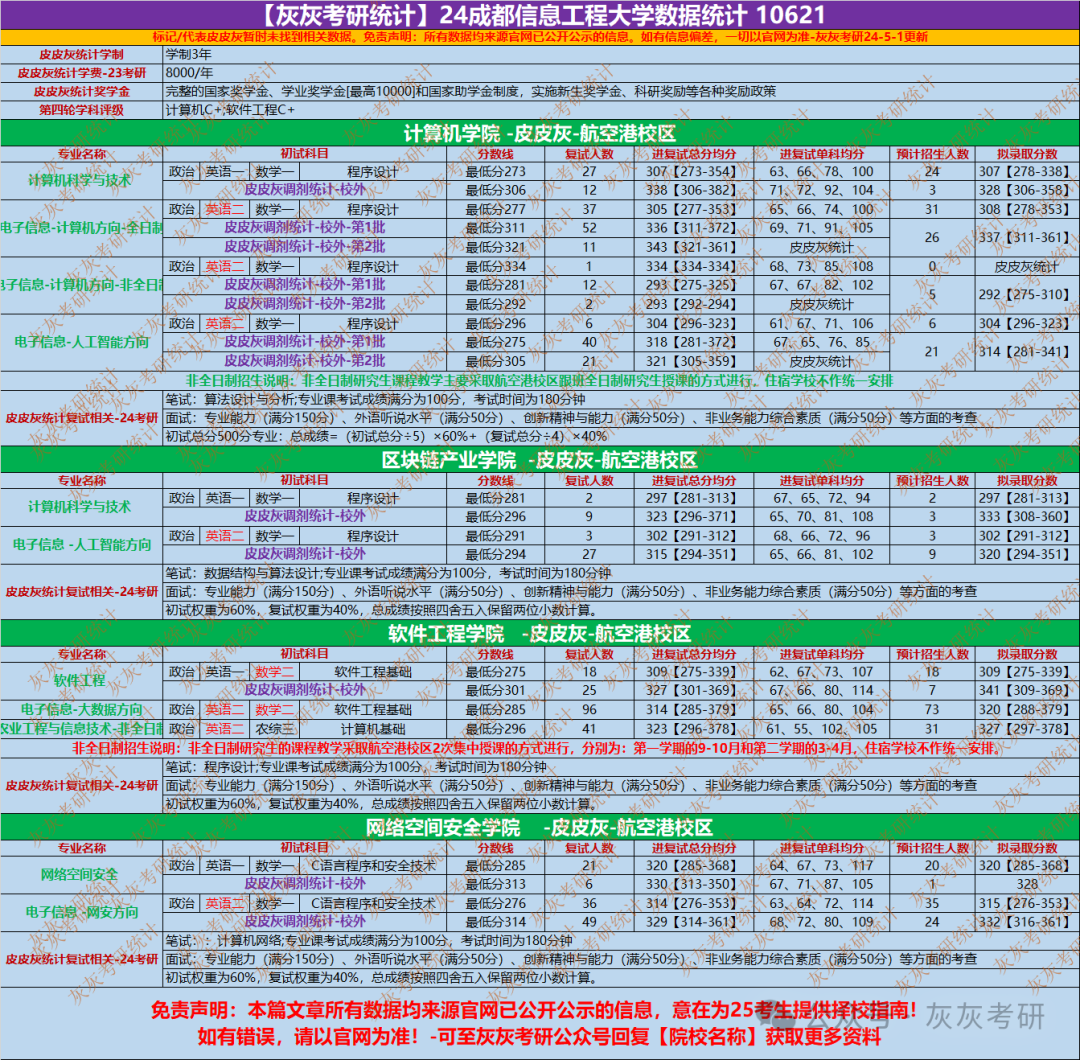 【灰灰考研统计】24成都信息工程大学数据统计 10621
标记/代表皮皮灰暂时未找到相关数据。免责声明：所有数据均来源官网已公开公示的信息。如有信息偏差，一切以官网为准-灰灰考研24-5-1更新
皮皮灰统计学制 学制3年
皮皮灰统计学费-23考研 8000/年
皮皮灰统计奖学金 完整的国家奖学金、学业奖学金[最高10000]和国家助学金制度，实施新生奖学金、科研奖励等各种奖励政策
第四轮学科评级 计算机C+;软件工程C+
计算机学院 -皮皮灰-航空港校区
专业名称 初试科目 分数线 复试人数 进复试总分均分 进复试单科均分 预计招生人数 拟录取分数
计算机科学与技术 政治 英语一 数学一 程序设计 最低分273 27 307【273-354】 63、66、78、100 24 307【278-338】
皮皮灰调剂统计-校外 最低分306 12 338【306-382】 71、72、92、104 3 328【306-358】
电子信息-计算机方向-全日制 政治 英语二 数学一 程序设计 最低分277 37 305【277-353】 65、66、74、100 31 308【278-353】
皮皮灰调剂统计-校外-第1批 最低分311 52 336【311-372】 69、71、91、105 26 337【311-361】
皮皮灰调剂统计-校外-第2批 最低分321 11 343【321-361】 皮皮灰统计
电子信息-计算机方向-非全日制 政治 英语二 数学一 程序设计 最低分334 1 334【334-334】 68、73、85、108 0 皮皮灰统计
皮皮灰调剂统计-校外-第1批 最低分281 12 293【275-325】 67、67、82、102 5 292【275-310】
皮皮灰调剂统计-校外-第2批 最低分292 2 293【292-294】 皮皮灰统计
电子信息-人工智能方向 政治 英语二 数学一 程序设计 最低分296 6 304【296-323】 61、67、71、106 6 304【296-323】
皮皮灰调剂统计-校外-第1批 最低分275 40 318【281-372】 67、65、76、85 21 314【281-341】
皮皮灰调剂统计-校外-第2批 最低分305 21 321【305-359】 皮皮灰统计
非全日制招生说明：非全日制研究生课程教学主要采取航空港校区跟班全日制研究生授课的方式进行，住宿学校不作统一安排
皮皮灰统计复试相关-24考研 笔试：算法设计与分析;专业课考试成绩满分为100分，考试时间为180分钟
面试：专业能力（满分150分）、外语听说水平（满分50分）、创新精神与能力（满分50分）、非业务能力综合素质（满分50分）等方面的考查
初试总分500分专业：总成绩=（初试总分÷5）×60%+（复试总分÷4）×40%
区块链产业学院 -皮皮灰-航空港校区
专业名称 初试科目 分数线 复试人数 进复试总分均分 进复试单科均分 预计招生人数 拟录取分数
计算机科学与技术 政治 英语一 数学一 程序设计 最低分281 2 297【281-313】 67、65、72、94 2 297【281-313】
皮皮灰调剂统计-校外 最低分296 9 323【296-371】 65、70、81、108 3 333【308-360】
电子信息 -人工智能方向 政治 英语二 数学一 程序设计 最低分291 3 302【291-312】 68、66、72、96 3 302【291-312】
皮皮灰调剂统计-校外 最低分294 27 315【294-351】 65、66、81、102 9 320【294-351】
皮皮灰统计复试相关-24考研 笔试：数据结构与算法设计;专业课考试成绩满分为100分，考试时间为180分钟
面试：专业能力（满分150分）、外语听说水平（满分50分）、创新精神与能力（满分50分）、非业务能力综合素质（满分50分）等方面的考查
初试权重为60%，复试权重为40%，总成绩按照四舍五入保留两位小数计算。
软件工程学院 -皮皮灰-航空港校区
专业名称 初试科目 分数线 复试人数 进复试总分均分 进复试单科均分 预计招生人数 拟录取分数
软件工程 政治 英语一 数学二 软件工程基础 最低分275 18 309【275-339】 62、67、73、107 18 309【275-339】
皮皮灰调剂统计-校外 最低分301 25 327【301-369】 67、66、80、114 7 341【309-369】
电子信息-大数据方向 政治 英语二 数学二 软件工程基础 最低分285 96 314【285-379】 65、66、80、104 73 320【288-379】
农业工程与信息技术-非全日制 政治 英语二 农综三 计算机基础 最低分296 41 323【296-378】 61、55、102、105 31 327【297-378】
非全日制招生说明：非全日制研究生的课程教学采取航空港校区2次集中授课的方式进行，分别为：第一学期的9-10月和第二学期的3-4月，住宿学校不作统一安排。
皮皮灰统计复试相关-24考研 笔试：程序设计;专业课考试成绩满分为100分，考试时间为180分钟
面试：专业能力（满分150分）、外语听说水平（满分50分）、创新精神与能力（满分50分）、非业务能力综合素质（满分50分）等方面的考查
初试权重为60%，复试权重为40%，总成绩按照四舍五入保留两位小数计算。
网络空间安全学院 -皮皮灰-航空港校区
专业名称 初试科目 分数线 复试人数 进复试总分均分 进复试单科均分 预计招生人数 拟录取分数
网络空间安全 政治 英语一 数学一 C语言程序和安全技术 最低分285 21 320【285-368】 64、67、73、117 20 320【285-368】
皮皮灰调剂统计-校外 最低分313 6 330【313-350】 67、71、87、105 1 328
电子信息 -网安方向 政治 英语二 数学一 C语言程序和安全技术 最低分276 36 314【276-353】 63、64、72、114 35 315【276-353】
皮皮灰调剂统计-校外 最低分314 49 329【314-361】 68、72、80、109 24 332【316-361】
皮皮灰统计复试相关-24考研 笔试：：计算机网络;专业课考试成绩满分为100分，考试时间为180分钟
面试：专业能力（满分150分）、外语听说水平（满分50分）、创新精神与能力（满分50分）、非业务能力综合素质（满分50分）等方面的考查
初试权重为60%，复试权重为40%，总成绩按照四舍五入保留两位小数计算。
免责声明：本篇文章所有数据均来源官网已公开公示的信息，意在为25考生提供择校指南！
如有错误，请以官网为准！-可至灰灰考研公众号回复【院校名称】获取更多资料
公众号 灰灰考研